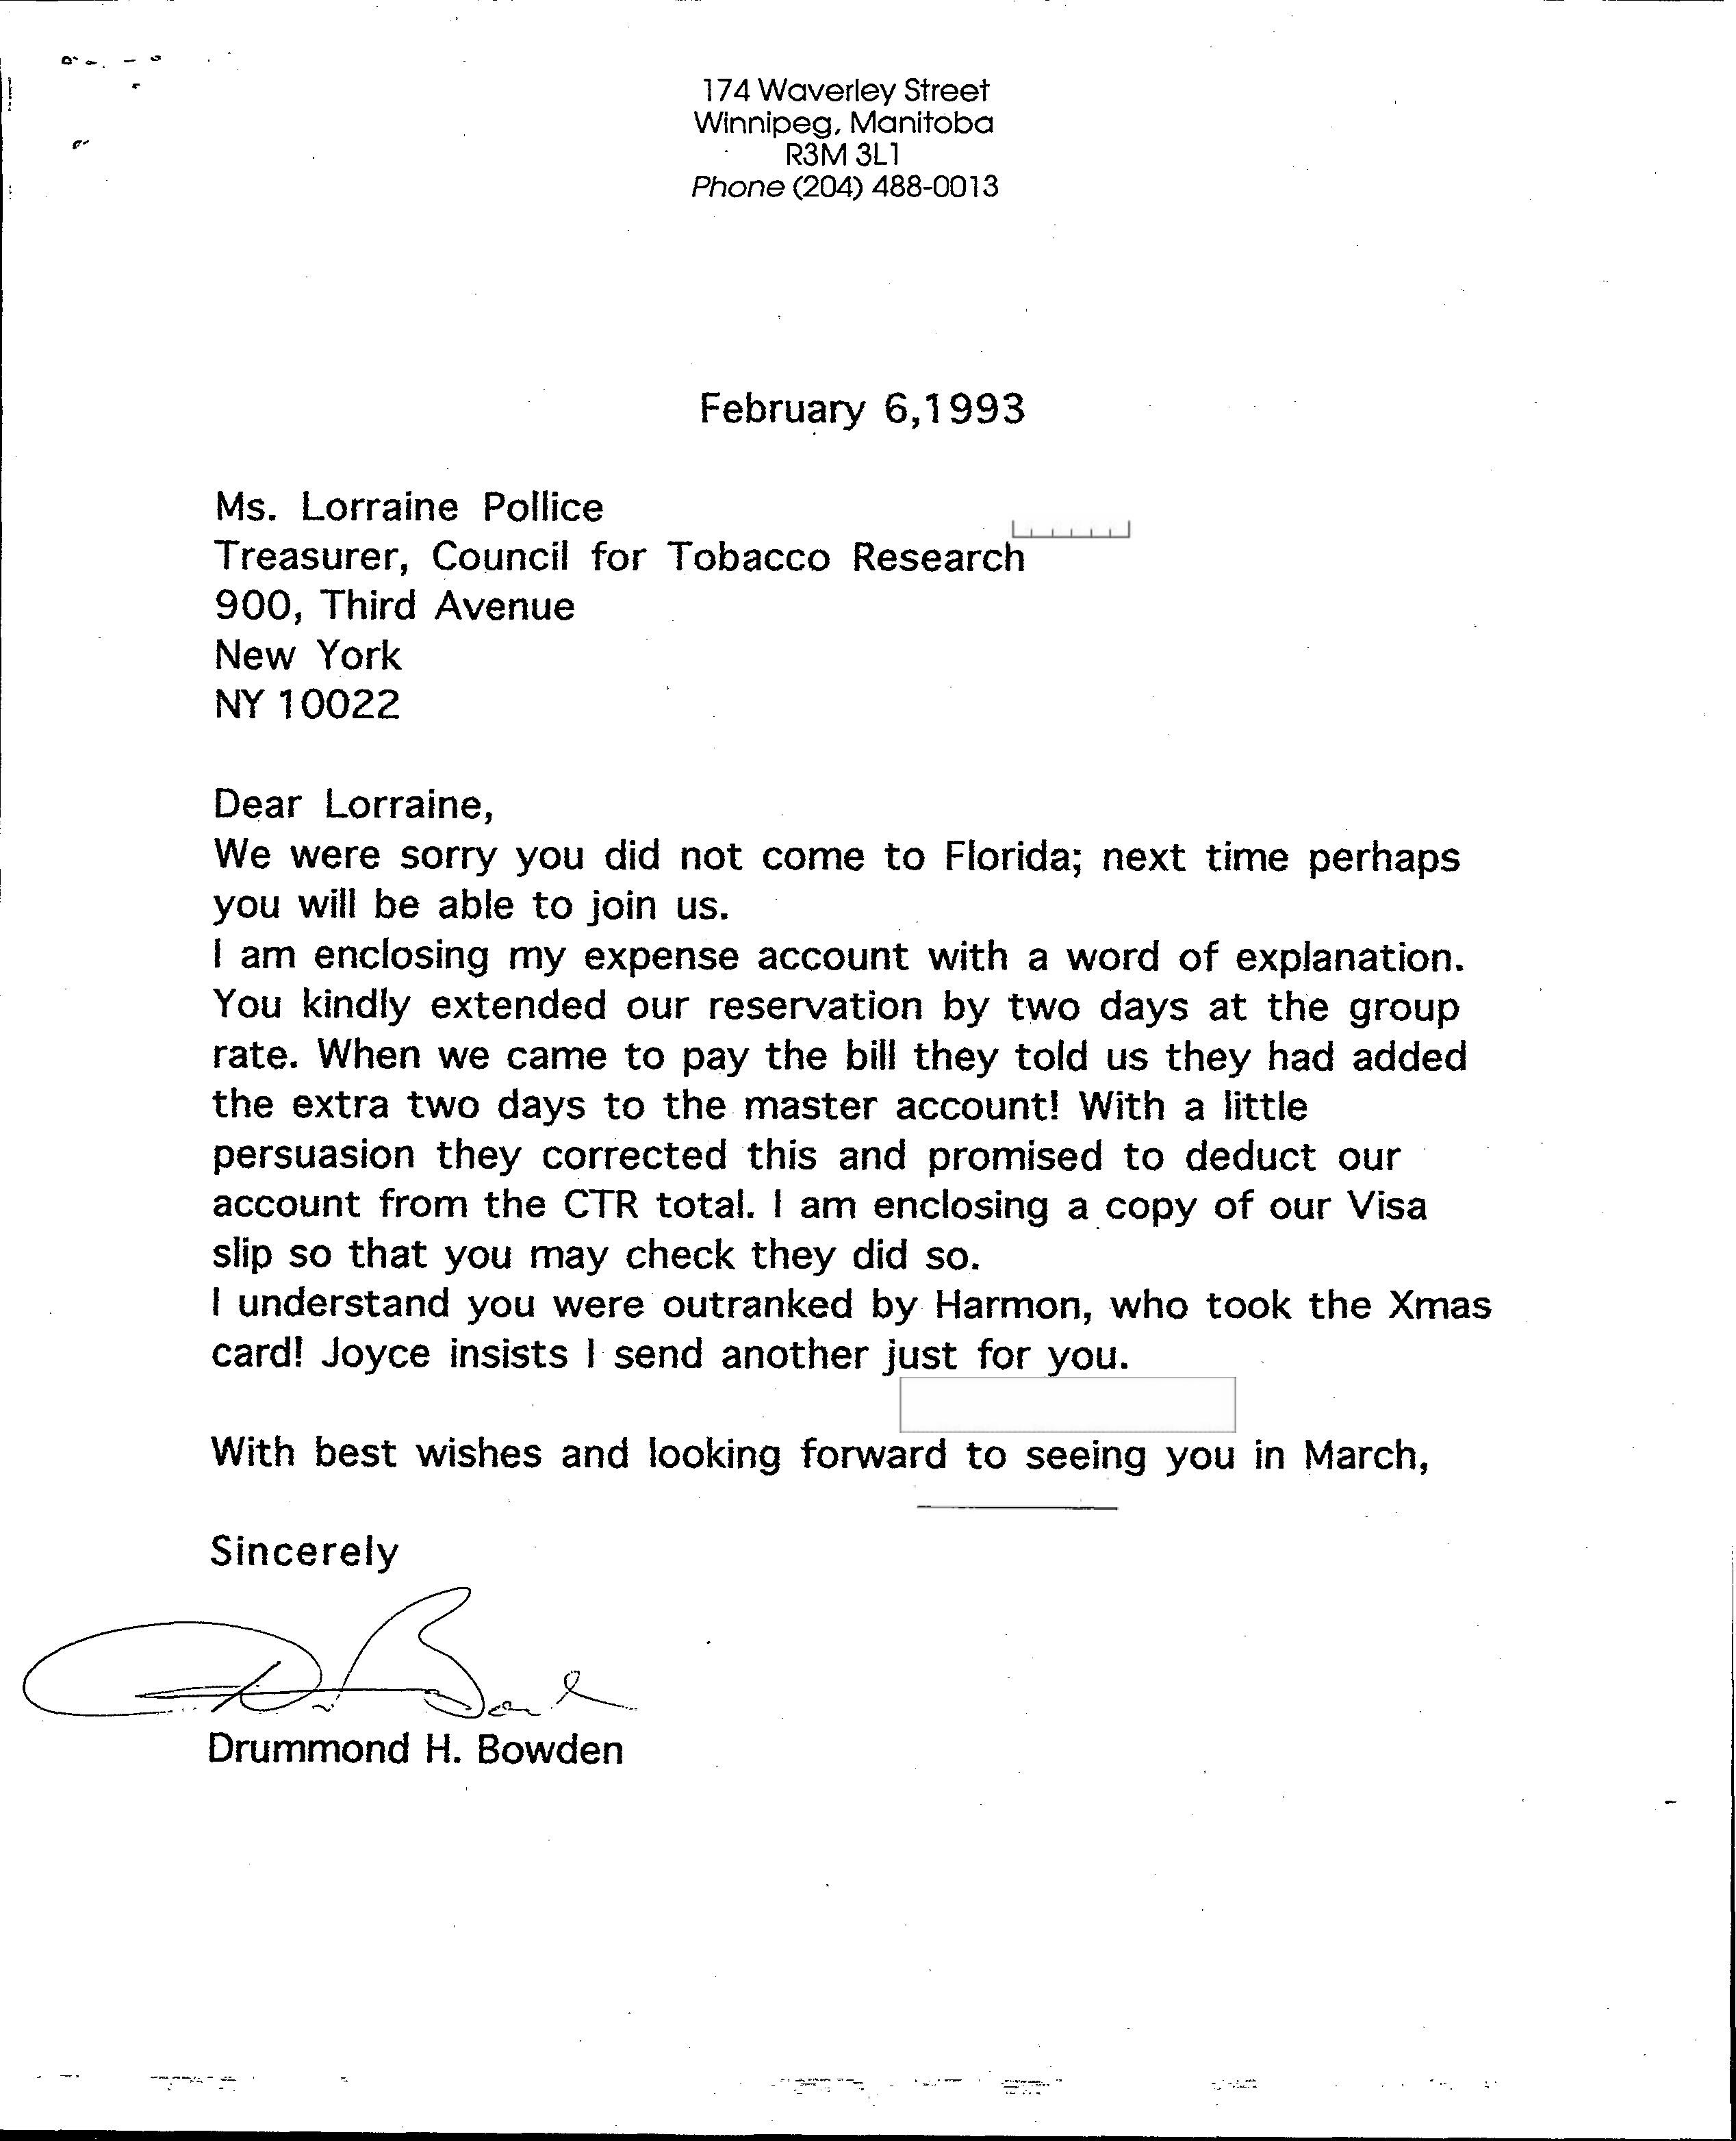 174 Waverley Street
Winnipeg, Manitoba
R3M 3L1
Phone (204) 488-0013
February 6,1993
Ms. Lorraine Pollice
Treasurer, Council for Tobacco Research
900, Third Avenue
New York
NY 10022
Dear Lorraine,
We were sorry you did not come to Florida; next time perhaps
you will be able to join us.
I am enclosing my expense account with a word of explanation.
You kindly extended our reservation by two days at the group
rate. When we came to pay the bill they told us they had added
the extra two days to the master account! With a little
persuasion they corrected this and promised to deduct our
account from the CTR total. I am enclosing a copy of our Visa
slip so that you may check they did so.
I understand you were outranked by Harmon, who took the Xmas
card! Joyce insists I send another just for you.
With best wishes and looking forward to seeing you in March,
Sincerely
Drummond H. Bowden